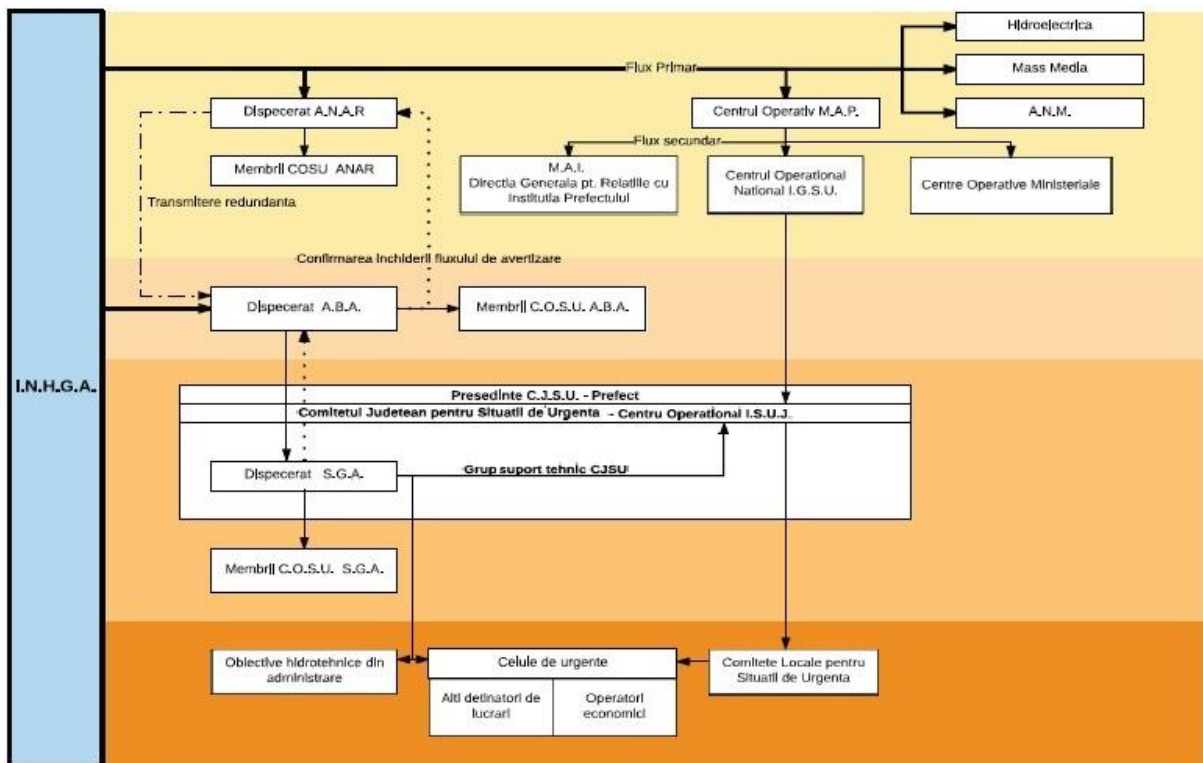 Hidroelectrica
Flux Primar
Mass Media
Dispecerat A.N.A.R
Centrul Operativ M.A.P.
A.N.M.
Flux secundar
Membrii COSU ANAR
M.A.I.
Directia Generala pt. Relatiile cu
Institutia Prefectului
Centrul Operational
National I.G.S.U.
Centre Operative Ministeriale
Transmitere redundanta
Confirmarea inchiderii fluxului de avertizare
Dispecerat A.B.A.
Membrii C.O.S.U. A.B.A.
I.N.H.G.A.
Presedinte C.J.S.U. - Prefect
Comitetul Judetean pentru Situatii de Urgenta - Centru Operational I.S.U.J.
Dispecerat S.G.A.
Grup suport tehnic CJSU
Membrii C.O.S.U. S.G.A.
Obiective hidrotehnice din
administrare
Celule de urgente
Alti detinatori de
lucrari
Operatori
economici
Comitete Locale pentru
Situatii de Urgenta